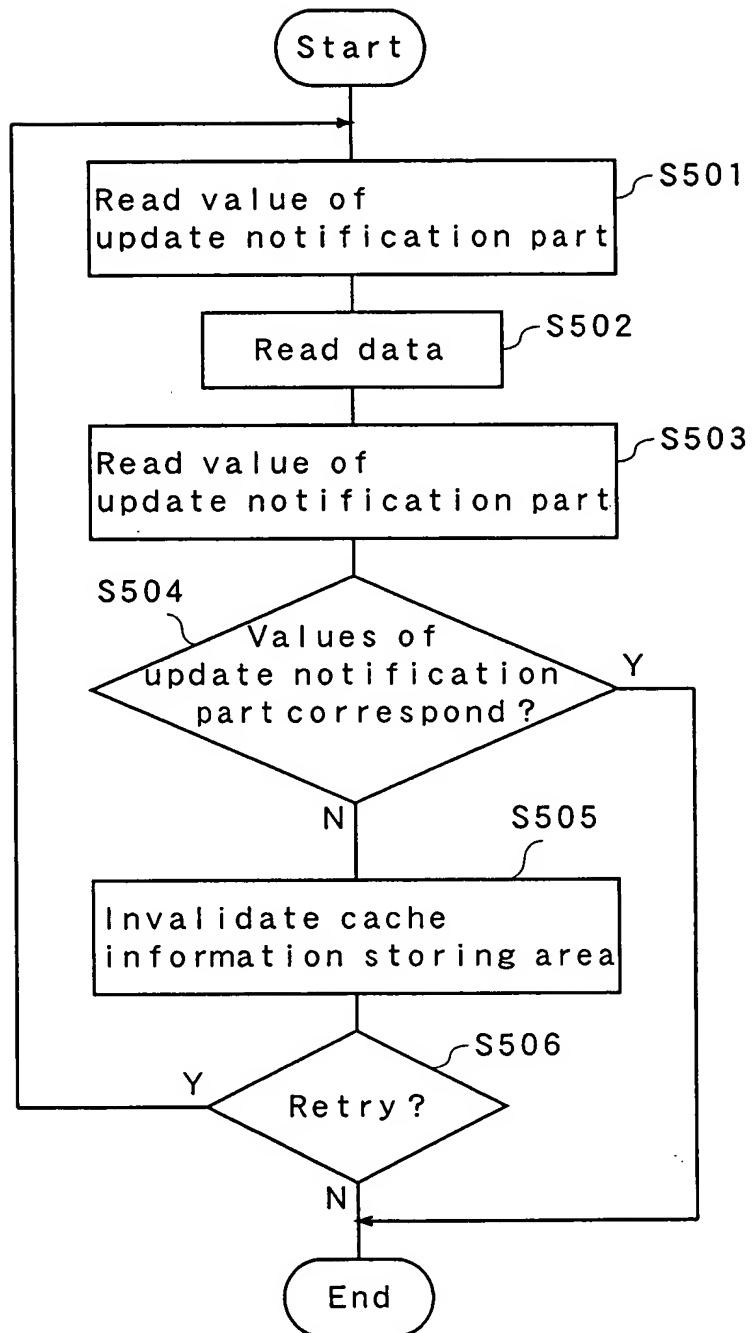 Start
S501
Read value of
update notification part
S502
Read data
S503
Read value of
update notification part
S504
Values of
update notification
part correspond?
Y
N
S505
Invalidate cache
information storing area
S506
Y
Retry?
N
End